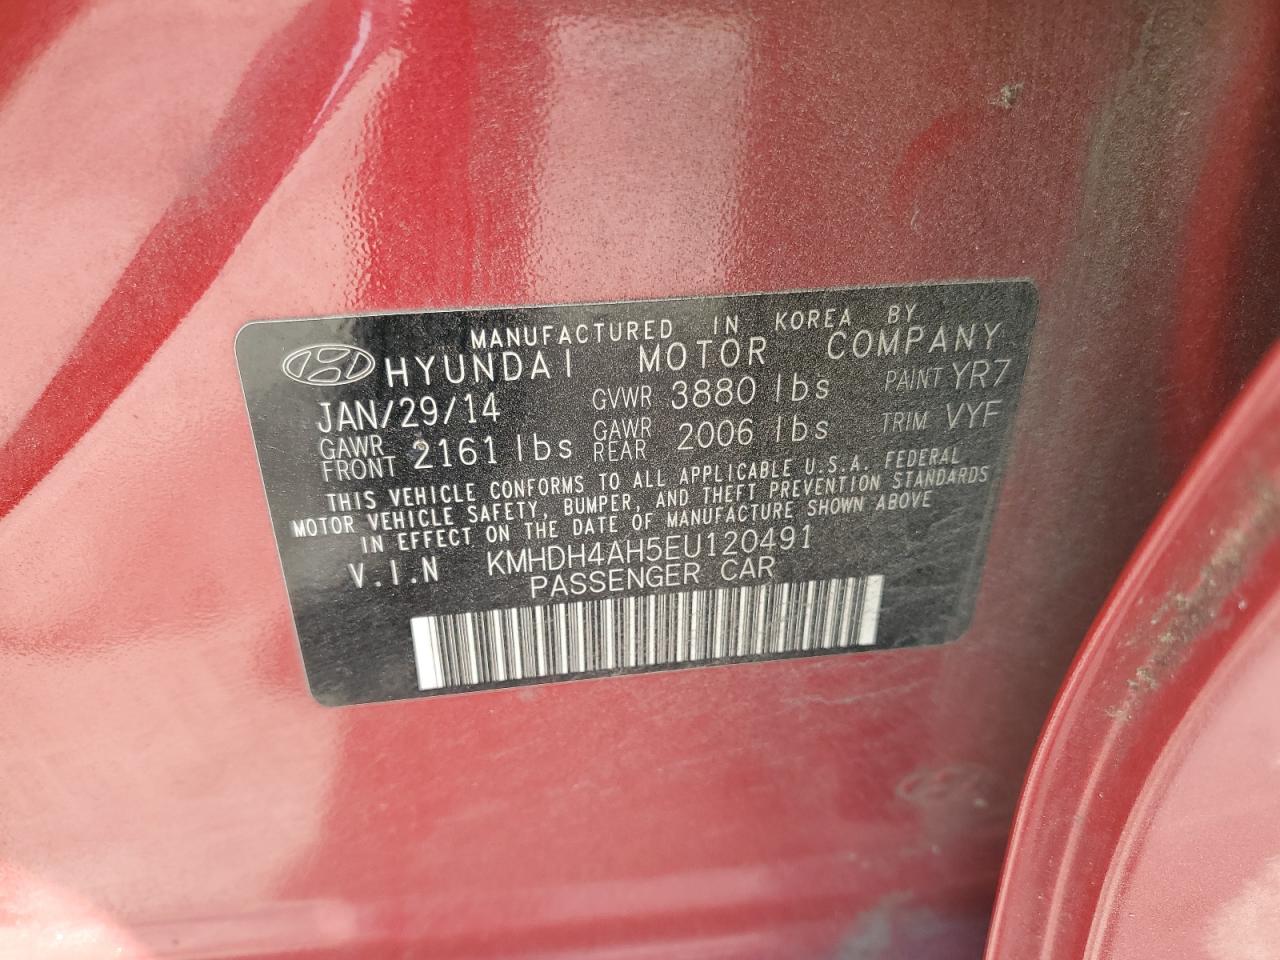 MANUFACTURED IN KOREA BY
HYUNDAI MOTOR COMPANY
JAN/29/14 GVWR 3880 lbs PAINT YR7
GAWR FRONT 2161 lbs GAWR REAR 2006 lbs TRIM VYF
THIS VEHICLE CONFORMS TO ALL APPLICABLE U.S.A. FEDERAL
MOTOR VEHICLE SAFETY, BUMPER, AND THEFT PREVENTION STANDARDS
IN EFFECT ON THE DATE OF MANUFACTURE SHOWN ABOVE
V.I.N KMHDH4AH5EU120491
PASSENGER CAR